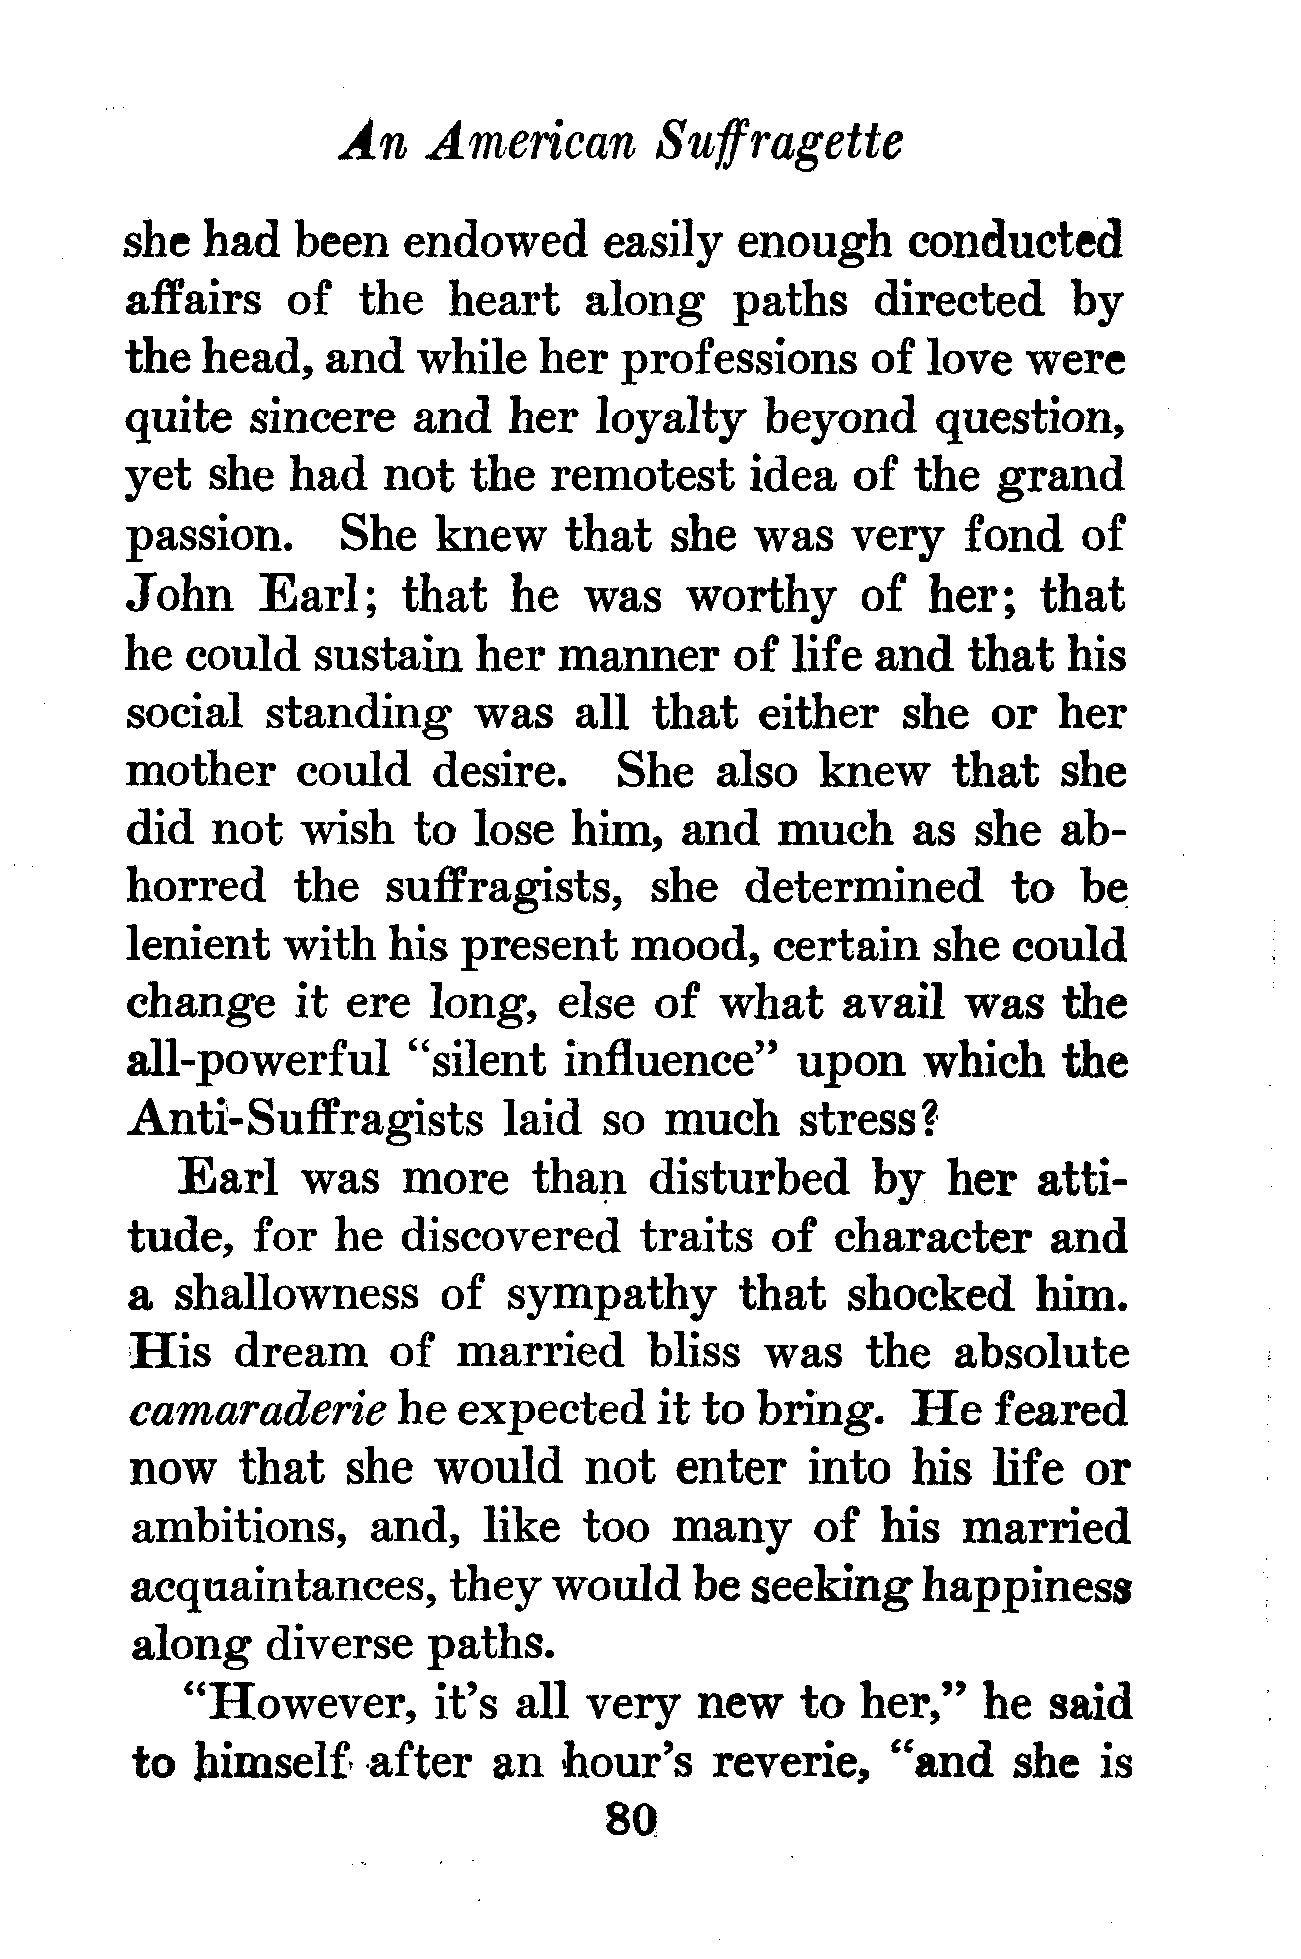 An American Suffragette
she had been endowed easily enough conducted
affairs of the heart along paths directed by
the head, and while her professions of love were
quite sincere and her loyalty beyond question,
yet she had not the remotest idea of the grand
passion. She knew that she was very fond of
John Earl; that he was worthy of her; that
he could sustain her manner of life and that his
social standing was all that either she or her
mother could desire. She also knew that she
did not wish to lose him, and much as she ab-
horred the suffragists, she determined to be
lenient with his present mood, certain she could
change it ere long, else of what avail was the
all-powerful “silent influence” upon which the
Anti-Suffragists laid so much stress?
Earl was more than disturbed by her atti-
tude, for he discovered traits of character and
a shallowness of sympathy that shocked him.
His dream of married bliss was the absolute
camaraderie he expected it to bring. He feared
now that she would not enter into his life or
ambitions, and, like too many of his married
acquaintances, they would be seeking happiness
along diverse paths.
“However, it’s all very new to her,” he said
to himself after an hour’s reverie, “and she is
80